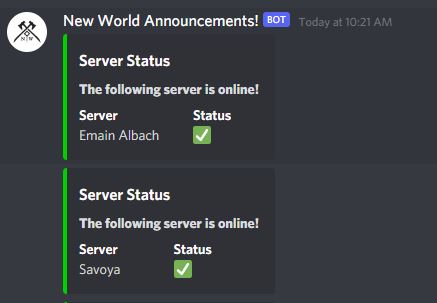 New World Announcements! BOT Today at 10:21 AM
Server Status
The following server is online!
Server Status
Emain Albach ✅
Server Status
The following server is online!
Server Status
Savoya ✅